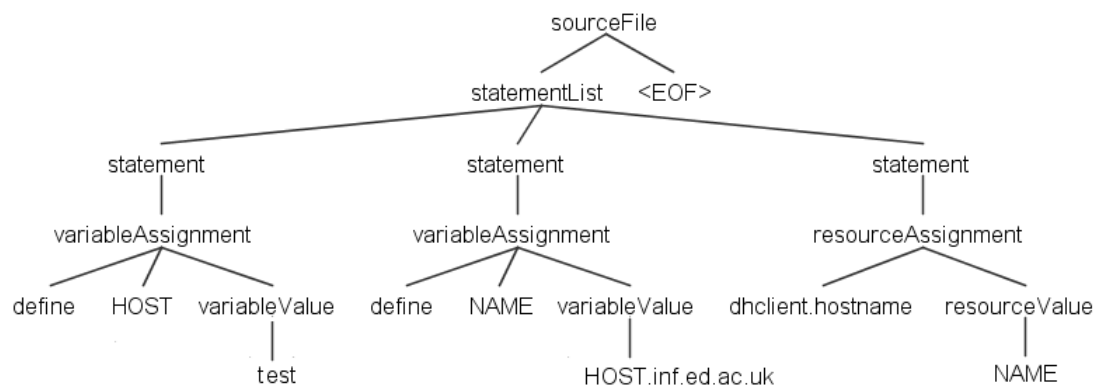 sourceFile
statementList <EOF>
statement statement statement
variableAssignment variableAssignment resourceAssignment
define HOST variableValue define NAME variableValue dhclient.hostname resourceValue
test HOST.inf.ed.ac.uk NAME